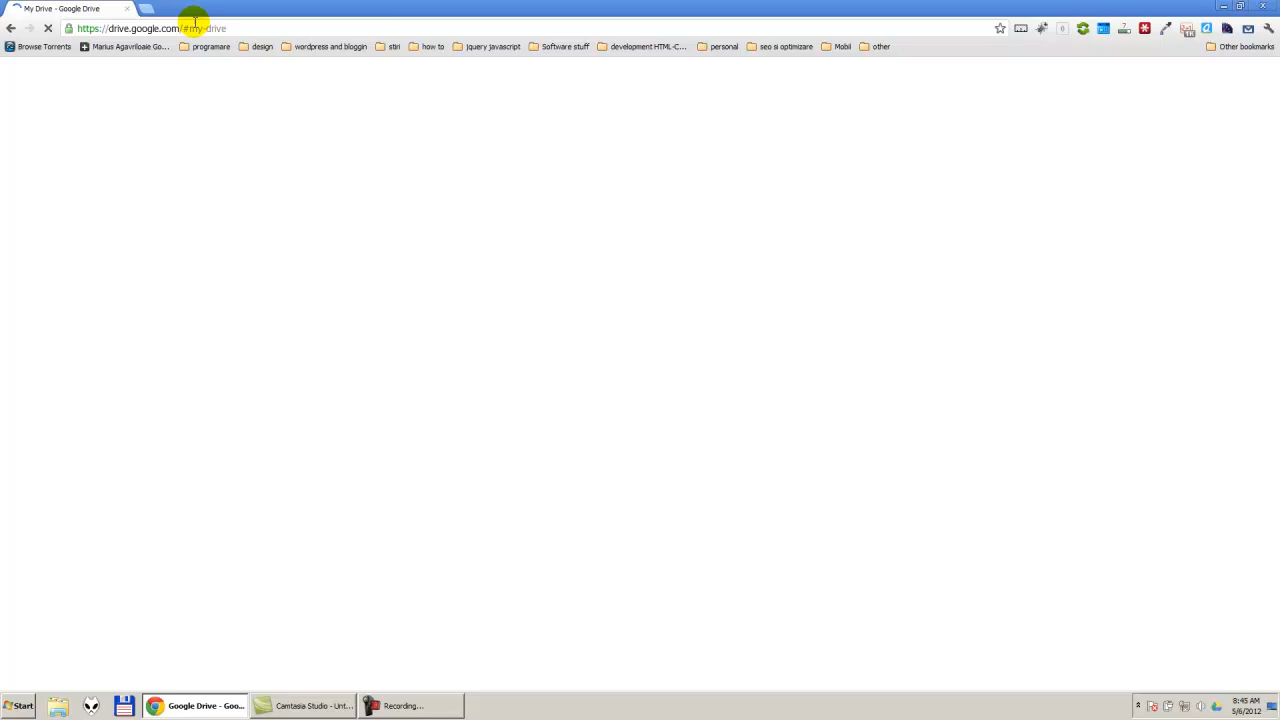 My Drive - Google Drive
https://drive.google.com/#my-drive
Browse Torrents
Marius Agavriloaie Go...
programare
design
wordpress and bloggin
stiri
how to
jquery javascript
Software stuff
development HTML-C...
personal
seo si optimizare
Mobil
other
Other bookmarks
Start
Google Drive - Goo...
Camtasia Studio - Unt...
Recording...
8:45 AM
5/6/2012